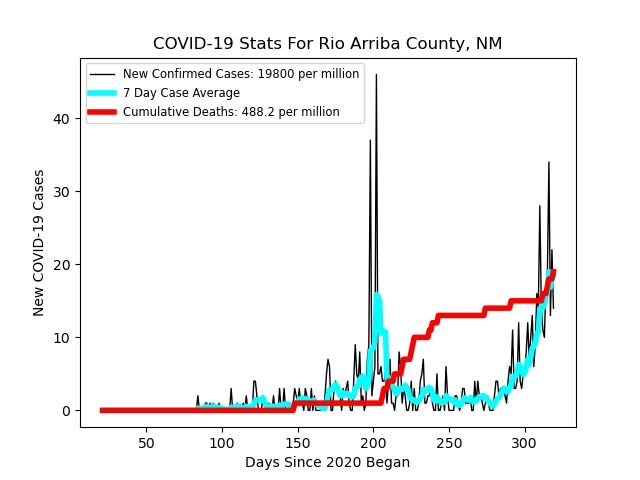 COVID-19 Stats For Rio Arriba County, NM
New Confirmed Cases: 19800 per million
7 Day Case Average
Cumulative Deaths: 488.2 per million
New COVID-19 Cases
40
30
20
10
0
50 100 150 200 250 300
Days Since 2020 Began